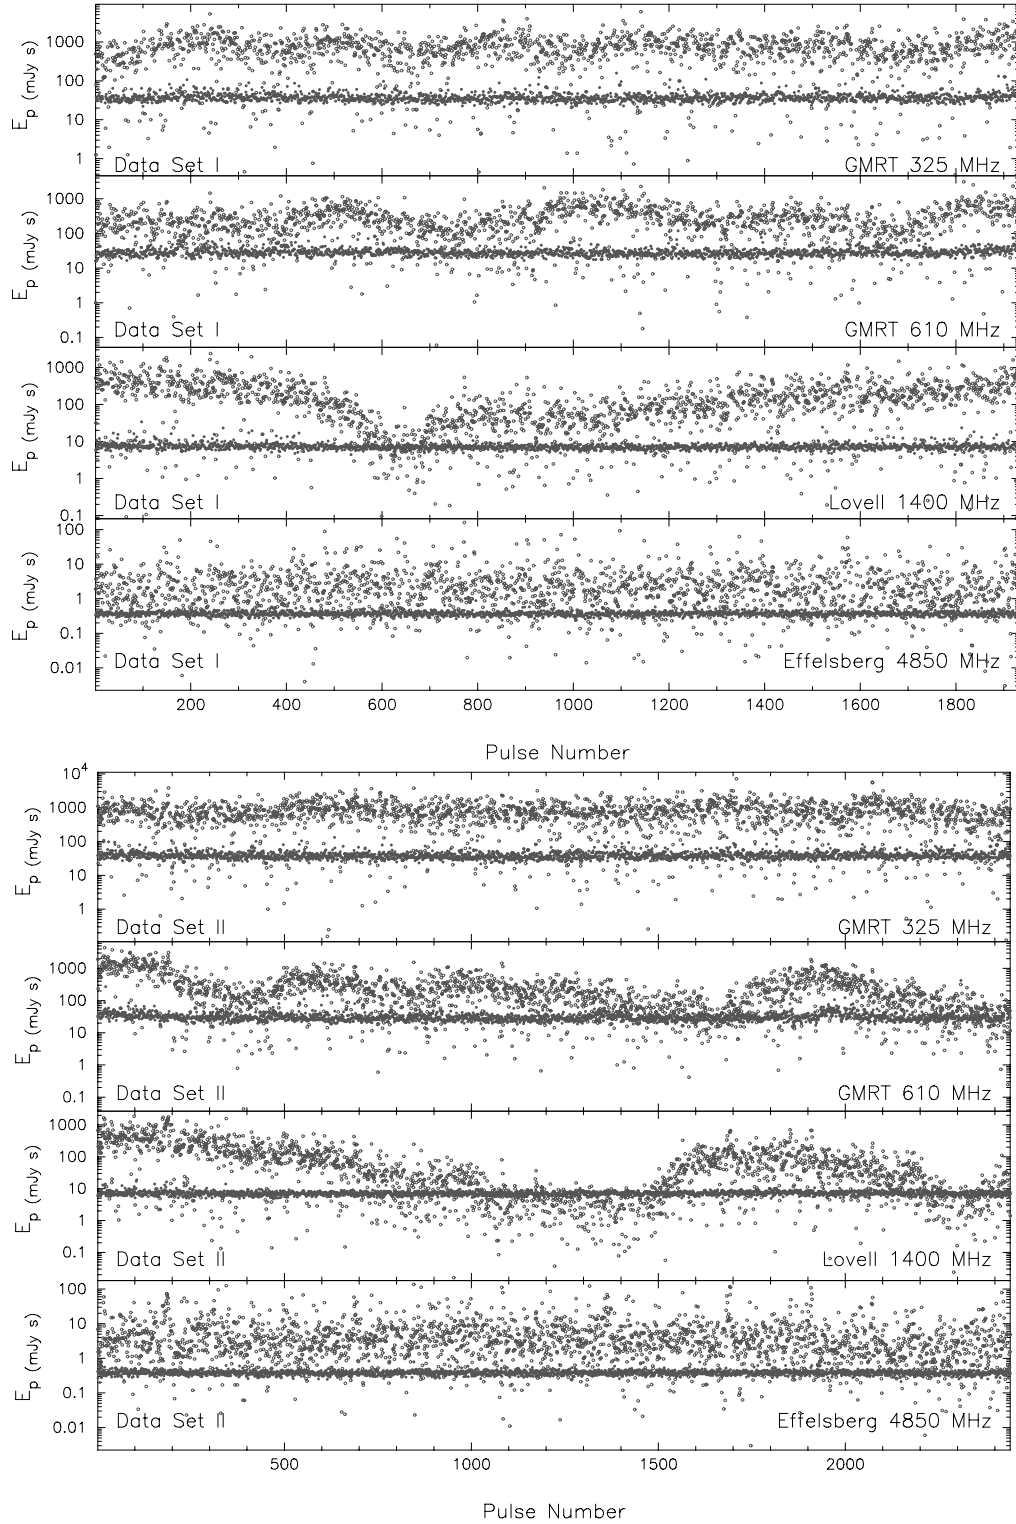 E_p (mJy s)
1000
100
10
1
Data Set I
GMRT 325 MHz
E_p (mJy s)
1000
100
10
1
0.1
Data Set I
GMRT 610 MHz
E_p (mJy s)
1000
100
10
1
0.1
Data Set I
Lovell 1400 MHz
E_p (mJy s)
100
10
1
0.1
0.01
Data Set I
Effelsberg 4850 MHz
200 400 600 800 1000 1200 1400 1600 1800
Pulse Number
E_p (mJy s)
10^4
1000
100
10
1
Data Set II
GMRT 325 MHz
E_p (mJy s)
1000
100
10
1
0.1
Data Set II
GMRT 610 MHz
E_p (mJy s)
1000
100
10
1
0.1
Data Set II
Lovell 1400 MHz
E_p (mJy s)
100
10
1
0.1
0.01
Data Set II
Effelsberg 4850 MHz
500 1000 1500 2000
Pulse Number